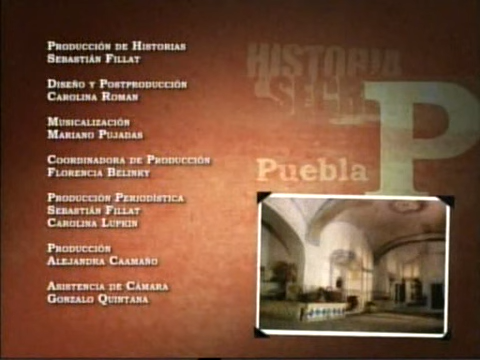 Producción de Historias
Sebastián Fillat
Diseño y Postproducción
Carolina Roman
Musicalización
Mariano Pujadas
Coordinadora de Producción
Florencia Belinky
Producción Periodística
Sebastián Fillat
Carolina Lupkin
Producción
Alejandra Caamaño
Asistencia de Cámara
Gonzalo Quintana
HISTORIA
P
Puebla